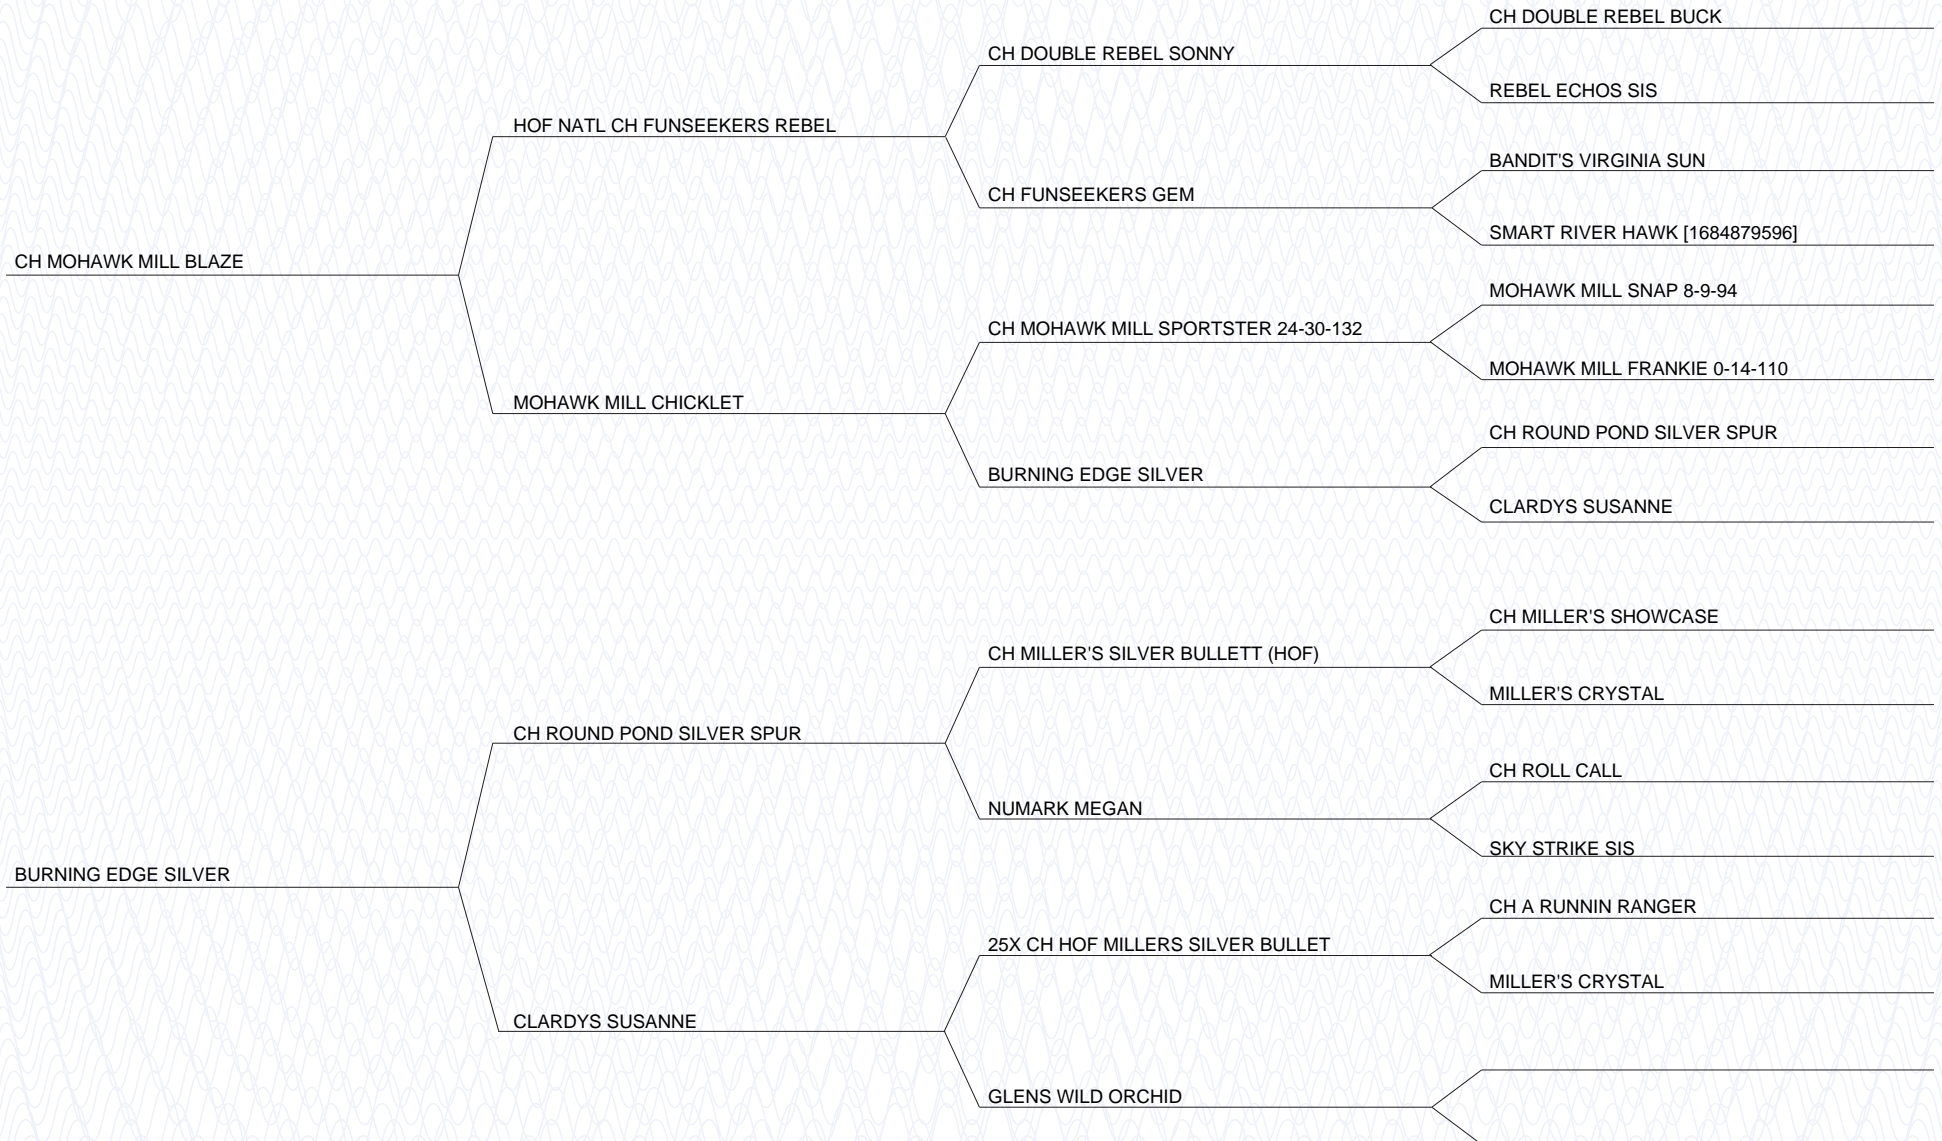 CH DOUBLE REBEL BUCK
CH DOUBLE REBEL SONNY
REBEL ECHOS SIS
HOF NATL CH FUNSEEKERS REBEL
BANDIT'S VIRGINIA SUN
CH FUNSEEKERS GEM
SMART RIVER HAWK [1684879596]
CH MOHAWK MILL BLAZE
MOHAWK MILL SNAP 8-9-94
CH MOHAWK MILL SPORTSTER 24-30-132
MOHAWK MILL FRANKIE 0-14-110
MOHAWK MILL CHICKLET
CH ROUND POND SILVER SPUR
BURNING EDGE SILVER
CLARDYS SUSANNE
CH MILLER'S SHOWCASE
CH MILLER'S SILVER BULLETT (HOF)
MILLER'S CRYSTAL
CH ROUND POND SILVER SPUR
CH ROLL CALL
NUMARK MEGAN
SKY STRIKE SIS
BURNING EDGE SILVER
CH A RUNNIN RANGER
25X CH HOF MILLERS SILVER BULLET
MILLER'S CRYSTAL
CLARDYS SUSANNE
GLENS WILD ORCHID